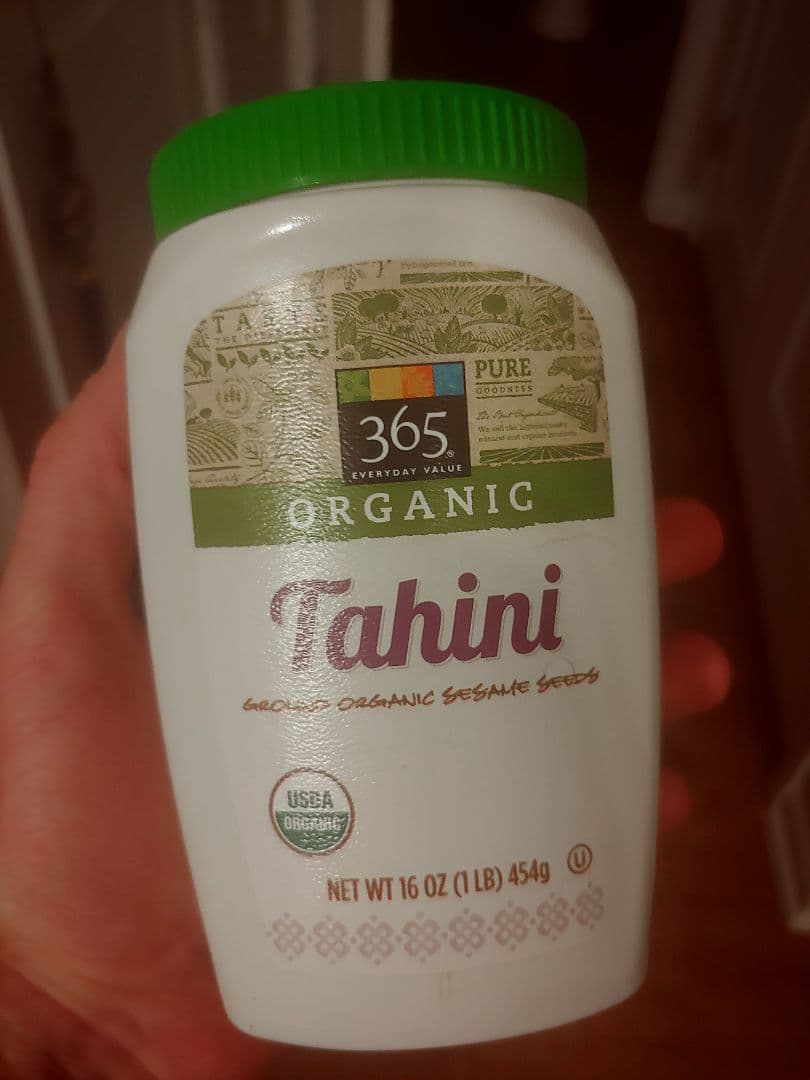 TAST
PURE
GOODNESS
365®
EVERYDAY VALUE
ORGANIC
Tahini
GROUND ORGANIC SESAME SEEDS
USDA
ORGANIC
NET WT 16 OZ (1 LB) 454g U